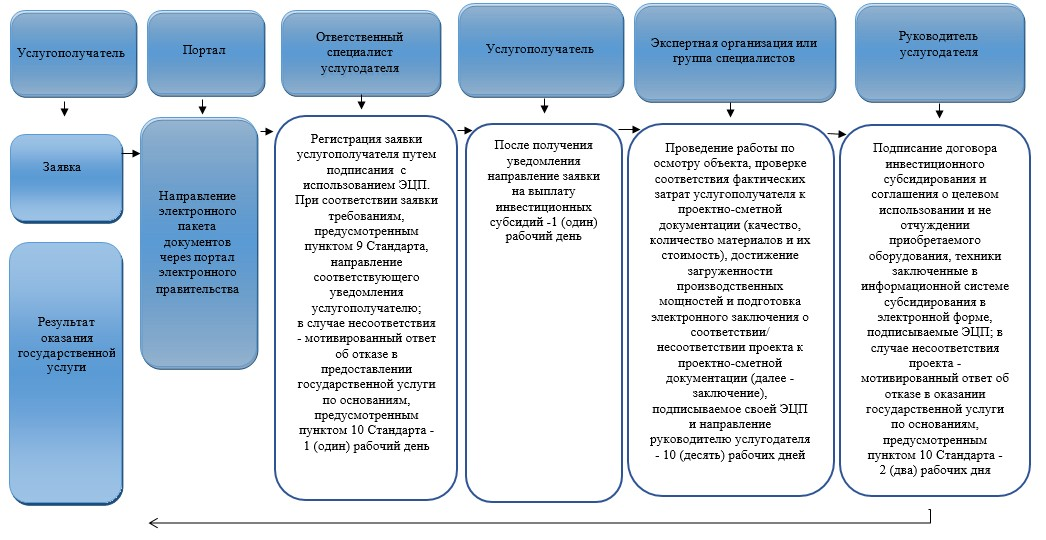 Услугополучатель
Портал
Ответственный
специалист
услугодателя
Услугополучатель
Экспертная организация или
группа специалистов
Руководитель
услугодателя
Заявка
Результат
оказания
государственной
услуги
Направление
электронного
пакета
документов
через портал
электронного
правительства
Регистрация заявки
услугополучателя путем
подписания с
использованием ЭЦП.
При соответствии заявки
требованиям,
предусмотренным
пунктом 9 Стандарта,
направление
соответствующего
уведомления
услугополучателю;
в случае несоответствия
- мотивированный ответ
об отказе в
предоставлении
государственной услуги
по основаниям,
предусмотренным
пунктом 10 Стандарта -
1 (один) рабочий день
После получения
уведомления
направление заявки
на выплату
инвестиционных
субсидий -1 (один)
рабочий день
Проведение работы по
осмотру объекта, проверке
соответствия фактических
затрат услугополучателя к
проектно-сметной
документации (качество,
количество материалов и их
стоимость), достижение
загруженности
производственных
мощностей и подготовка
электронного заключения о
соответствии/
несоответствии проекта к
проектно-сметной
документации (далее -
заключение),
подписываемое своей ЭЦП
и направление
руководителю услугодателя
- 10 (десять) рабочих дней
Подписание договора
инвестиционного
субсидирования и
соглашения о целевом
использовании и не
отчуждении
приобретаемого
оборудования, техники
заключенные в
информационной системе
субсидирования в
электронной форме,
подписываемые ЭЦП; в
случае несоответствия
проекта -
мотивированный ответ об
отказе в оказании
государственной услуги
по основаниям,
предусмотренным
пунктом 10 Стандарта -
2 (два) рабочих дня